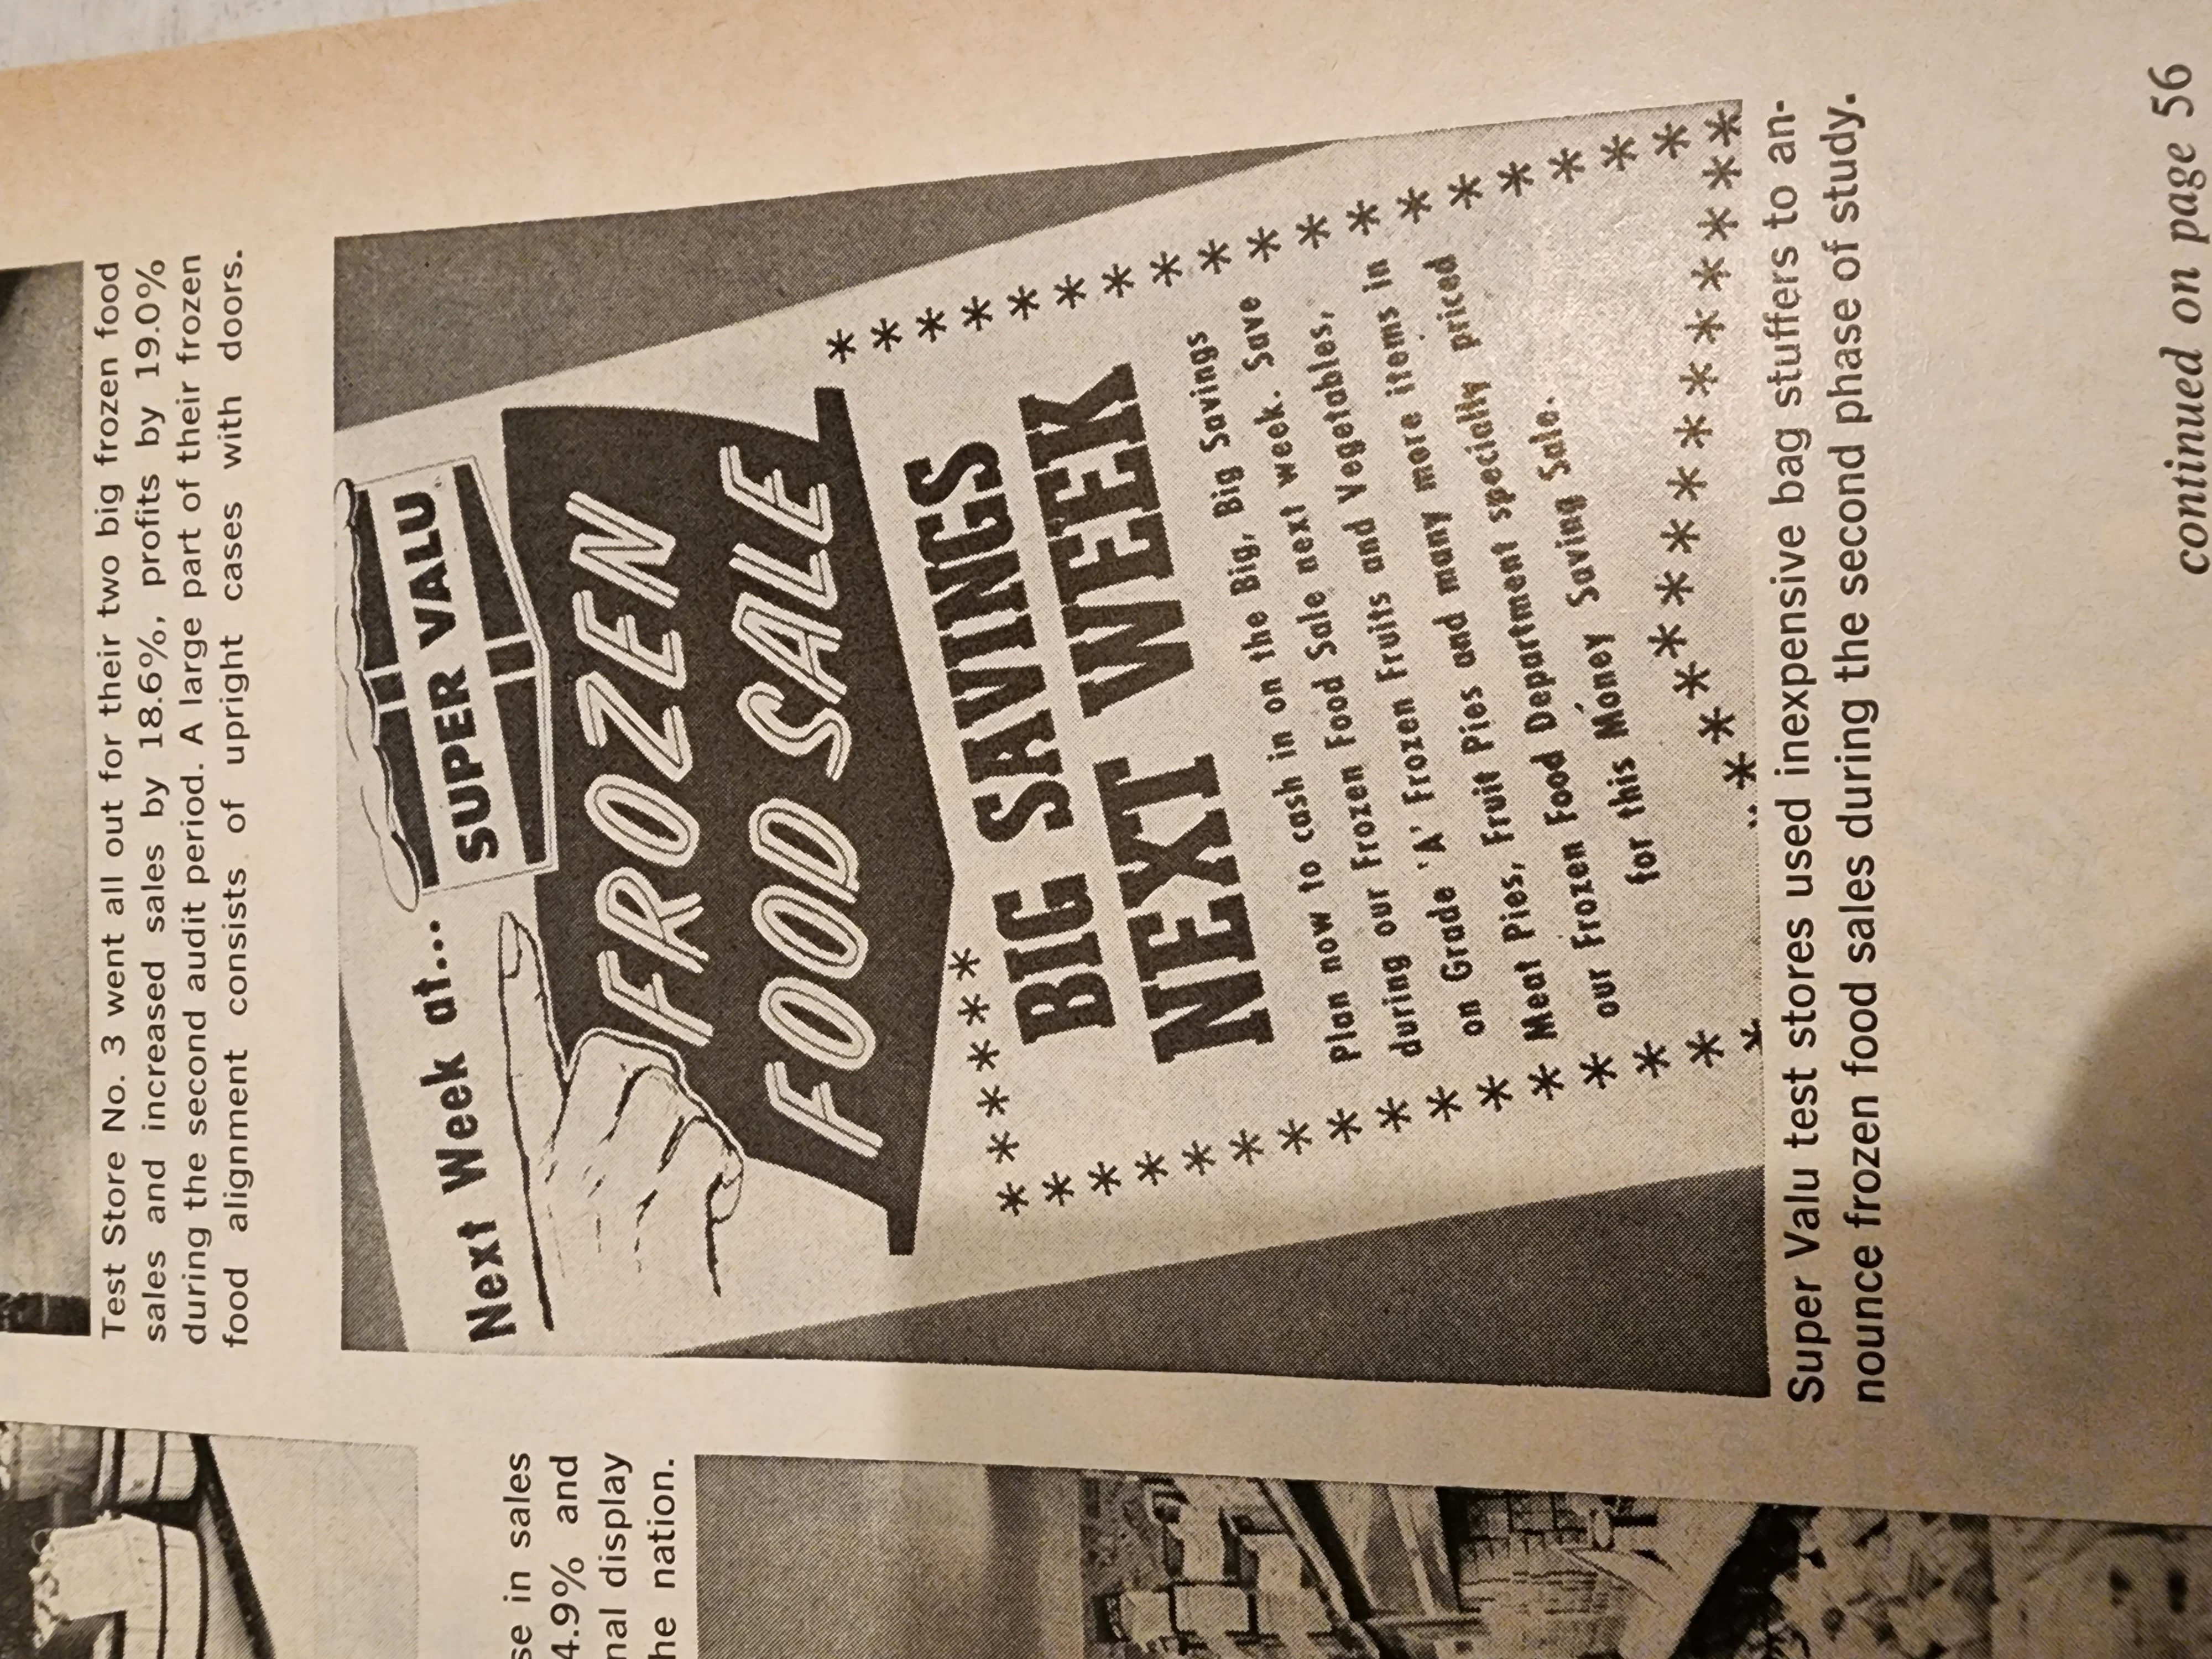 Test Store No. 3 went all out for their two big frozen food
sales and increased sales by 18.6%, profits by 19.0%
during the second audit period. A large part of their frozen
food alignment consists of upright cases with doors.
Next Week at...
SUPER VALU
FROZEN
FOOD SALE
BIG SAVINGS
NEXT WEEK
Plan now to cash in on the Big, Big, Big Savings
during our Frozen Food Sale next week. Save
on Grade 'A' Frozen Fruits and Vegetables,
Meat Pies, Fruit Pies and many more items in
our Frozen Food Department specially priced
for this Money Saving Sale.
Super Valu test stores used inexpensive bag stuffers to an-
nounce frozen food sales during the second phase of study.
continued on page 56
se in sales
4.9% and
nal display
he nation.